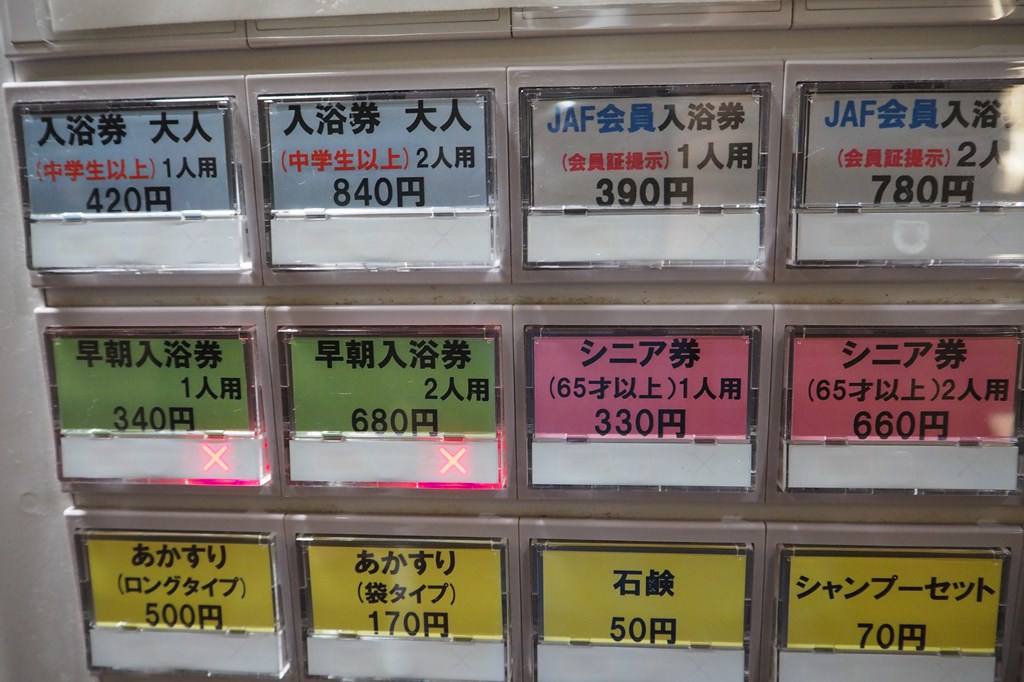 入浴券 大人
(中学生以上) 1人用
420円
入浴券 大人
(中学生以上) 2人用
840円
JAF会員入浴券
(会員証提示) 1人用
390円
JAF会員入浴
(会員証提示) 2人
780円
早朝入浴券
1人用
340円
早朝入浴券
2人用
680円
シニア券
(65才以上)1人用
330円
シニア券
(65才以上)2人用
660円
あかすり
(ロングタイプ)
500円
あかすり
(袋タイプ)
170円
石鹸
50円
シャンプーセット
70円